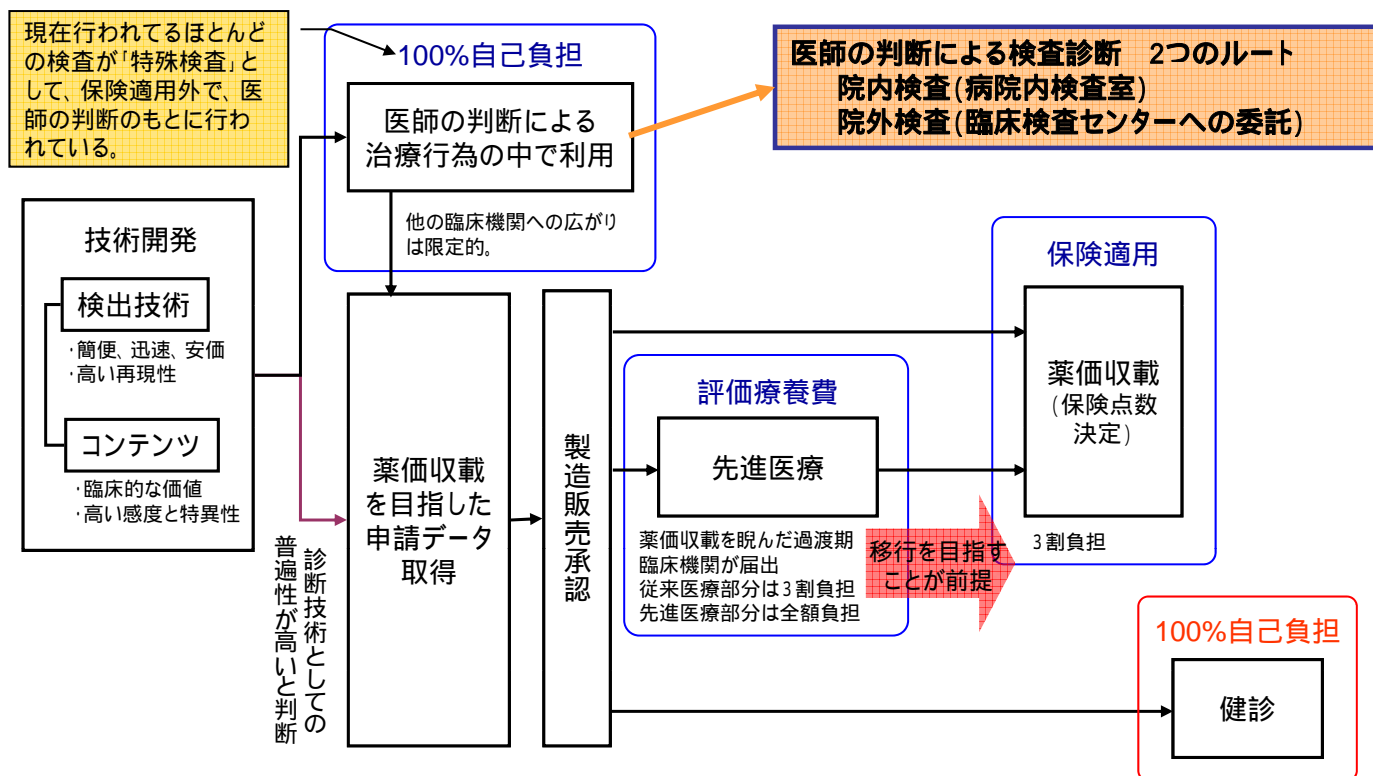 現在行われてるほとんど
の検査が「特殊検査」と
して、保険適用外で、医
師の判断のもとに行わ
れている。
100%自己負担
医師の判断による
治療行為の中で利用
他の臨床機関への広がり
は限定的。
医師の判断による検査診断　2つのルート
院内検査(病院内検査室)
院外検査(臨床検査センターへの委託)
技術開発
検出技術
・簡便、迅速、安価
・高い再現性
コンテンツ
・臨床的な価値
・高い感度と特異性
診断技術としての
普遍性が高いと判断
薬価収載
を目指した
申請データ
取得
製造販売承認
評価療養費
先進医療
薬価収載を睨んだ過渡期
臨床機関が届出
従来医療部分は3割負担
先進医療部分は全額負担
移行を目指す
ことが前提
保険適用
薬価収載
(保険点数
決定)
3割負担
100%自己負担
健診